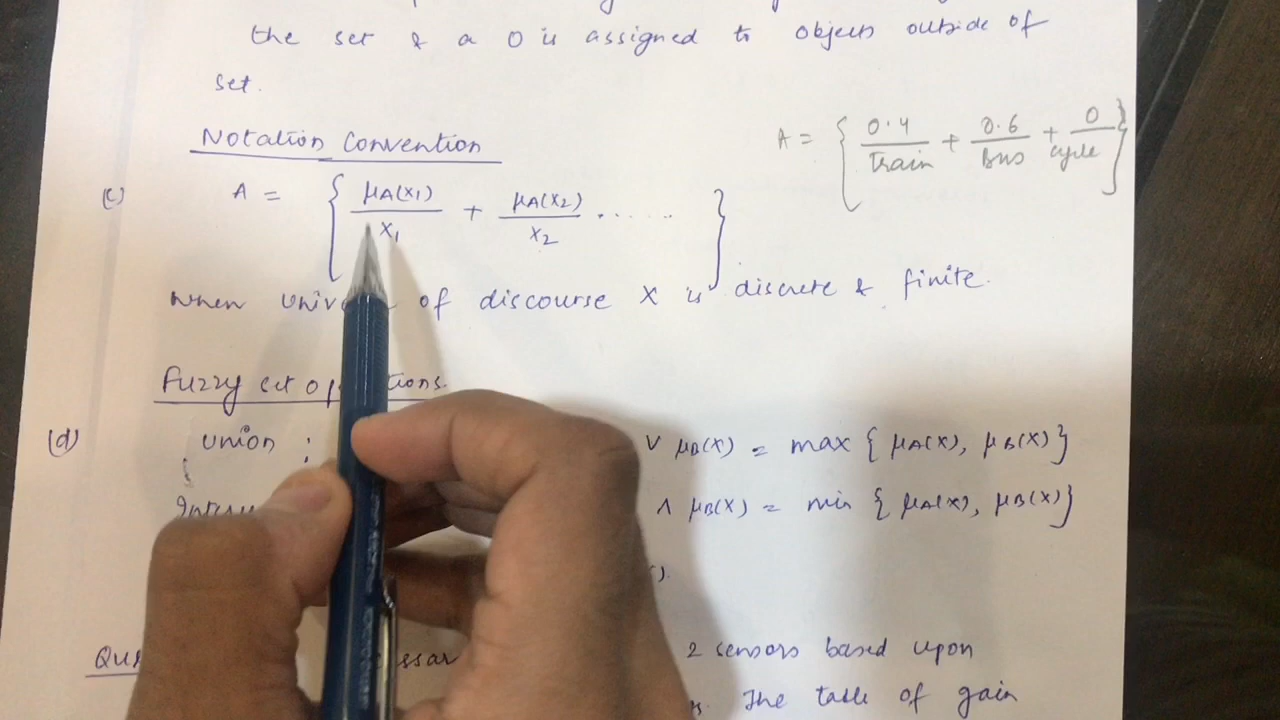 the set & a 0 is assigned to objects outside of
set.
Notation Convention
A = { 0.4/Train + 0.6/Bus + 0/cycle }
(c) A = { μA(x1)/x1 + μA(x2)/x2 ...... }
when of discourse X is discrete & finite.
Fuzzy set
(d) Union : V μB(x) = max { μA(x), μB(x) }
Λ μB(x) = min { μA(x), μB(x) }
2 sensors based upon
The table of gain